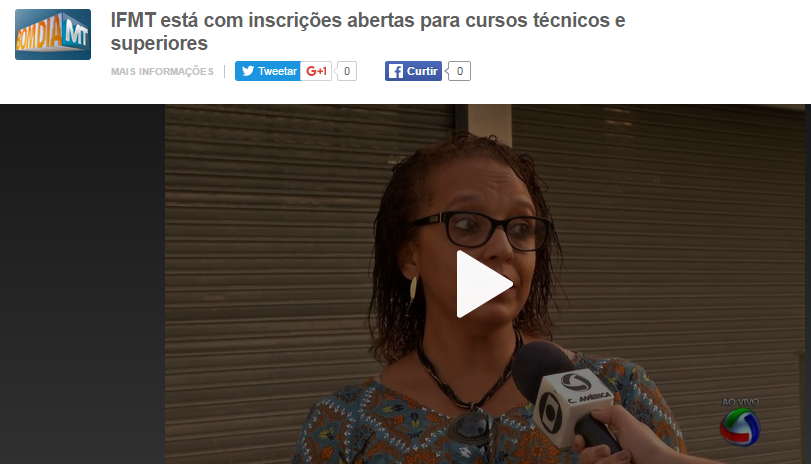 BOM DIA MT
IFMT está com inscrições abertas para cursos técnicos e
superiores
MAIS INFORMAÇÕES
Tweetar
G+1
0
Curtir
0
C. AMÉRICA
AO VIVO